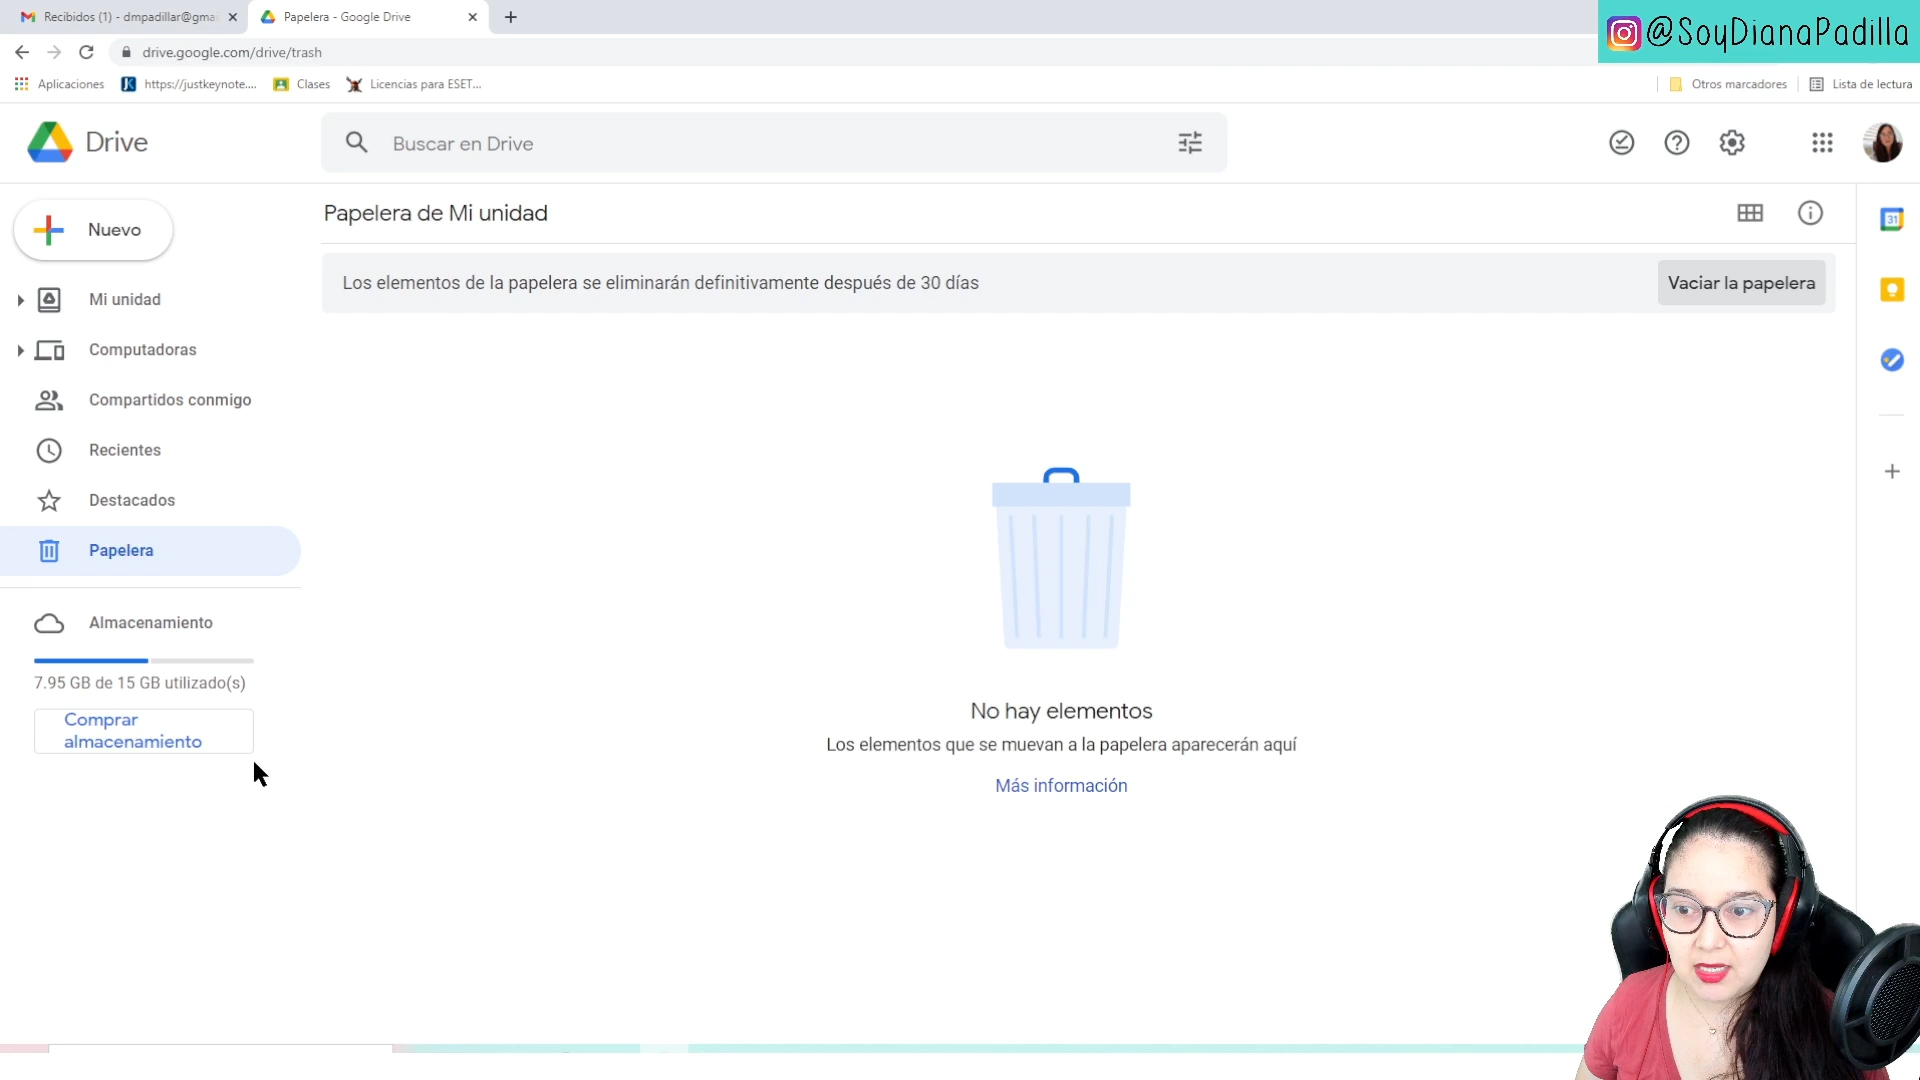 Recibidos (1) - dmpadillar@gma
Papelera - Google Drive
@SoyDianaPadilla
drive.google.com/drive/trash
Aplicaciones
https://justkeynote....
Clases
Licencias para ESET...
Otros marcadores
Lista de lectura
Drive
Buscar en Drive
Nuevo
Papelera de Mi unidad
31
Los elementos de la papelera se eliminarán definitivamente después de 30 días
Vaciar la papelera
Mi unidad
Computadoras
Compartidos conmigo
Recientes
Destacados
Papelera
Almacenamiento
7.95 GB de 15 GB utilizado(s)
Comprar
almacenamiento
No hay elementos
Los elementos que se muevan a la papelera aparecerán aquí
Más información